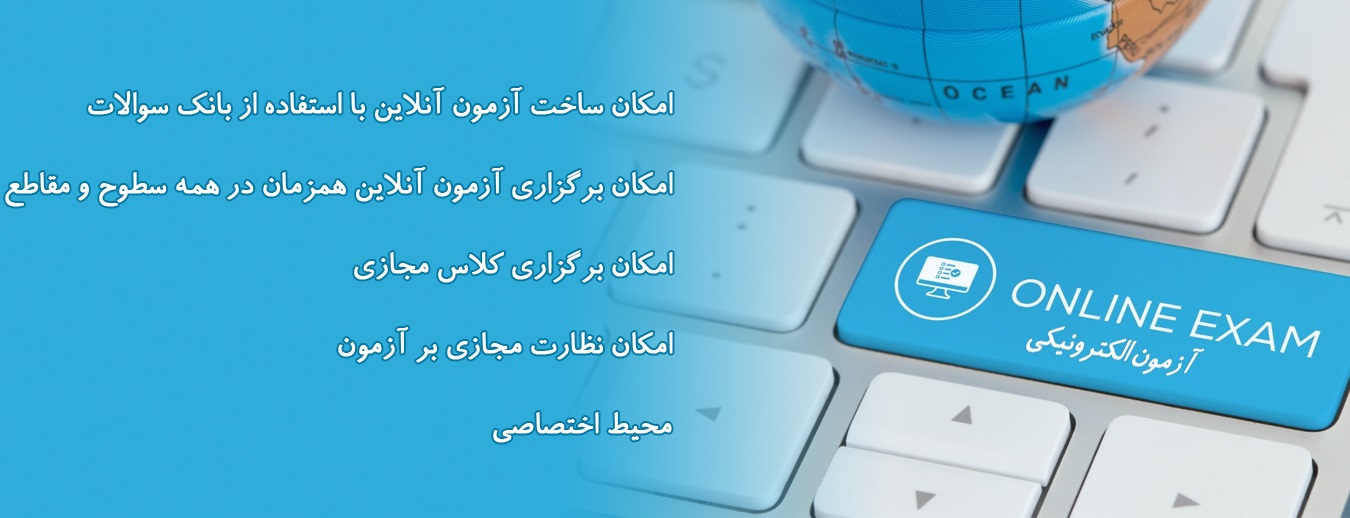 امکان ساخت آزمون آنلاین با استفاده از بانک سوالات
امکان برگزاری آزمون آنلاین همزمان در همه سطوح و مقاطع
امکان برگزاری کلاس مجازی
امکان نظارت مجازی بر آزمون
محیط اختصاصی
OCEAN
ONLINE EXAM
آزمون الکترونیکی